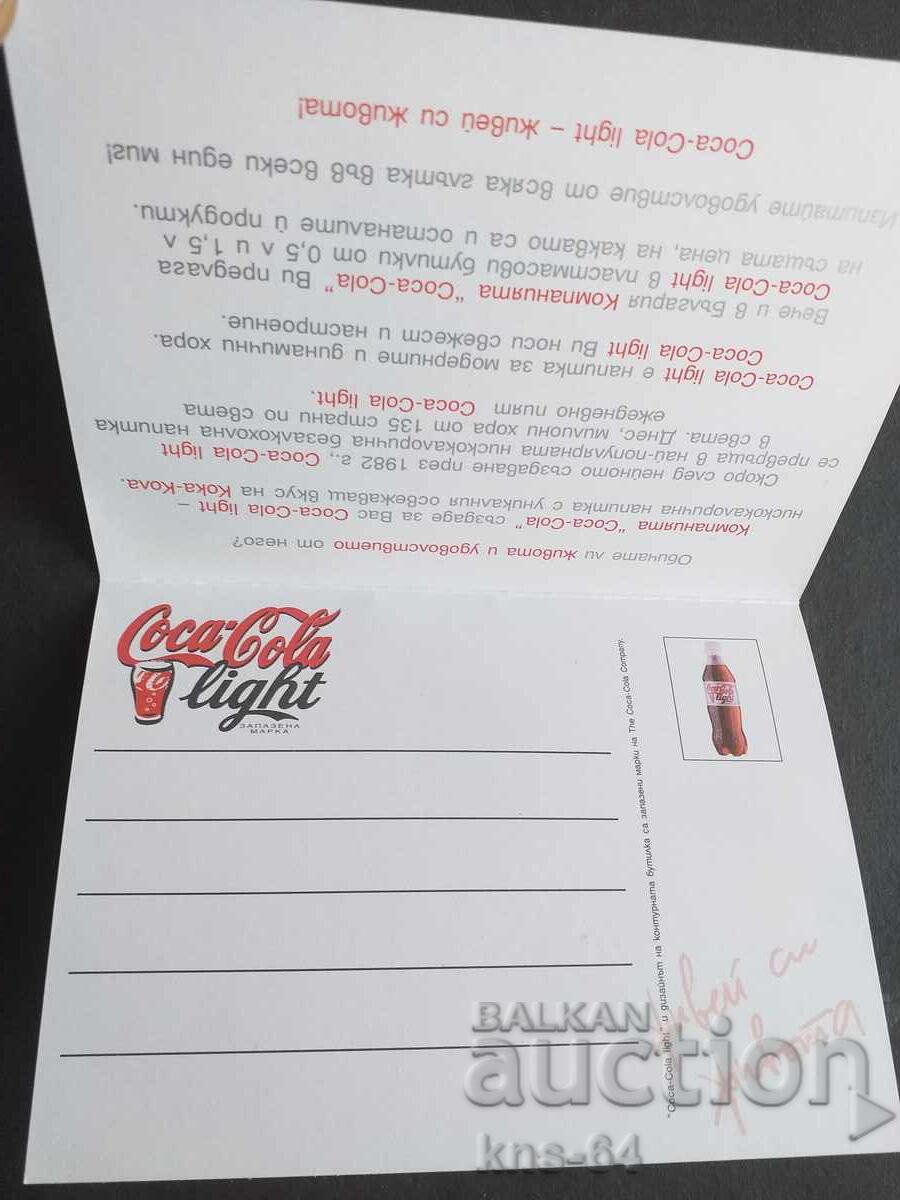 Обичате ли живота и удоволствието от него?
Компанията "Coca-Cola" създаде за Вас Coca-Cola light –
нискокалорична напитка с уникалния освежаващ вкус на Кока-Кола.
Скоро след нейното създаване през 1982 г., Coca-Cola light
се превръща в най-популярната нискокалорична безалкохолна напитка
в света. Днес, милиони хора от 135 страни по света
ежедневно пият Coca-Cola light.
Coca-Cola light е напитка за модерните и динамични хора.
Coca-Cola light Ви носи свежест и настроение.
Вече и в България Компанията "Coca-Cola" Ви предлага
Coca-Cola light в пластмасови бутилки от 0,5 л и 1,5 л
на същата цена, на каквато са и останалите й продукти.
Изпитайте удоволствие от всяка глътка във всеки един миг!
Coca-Cola light – Живей си живота!
Coca-Cola
light
ЗАПАЗЕНА
МАРКА
"Coca-Cola light" и дизайнът на контурната бутилка са запазени марки на The Coca-Cola Company.
Coca-Cola
light
Живей си
живота
BALKAN
auction
kns-64